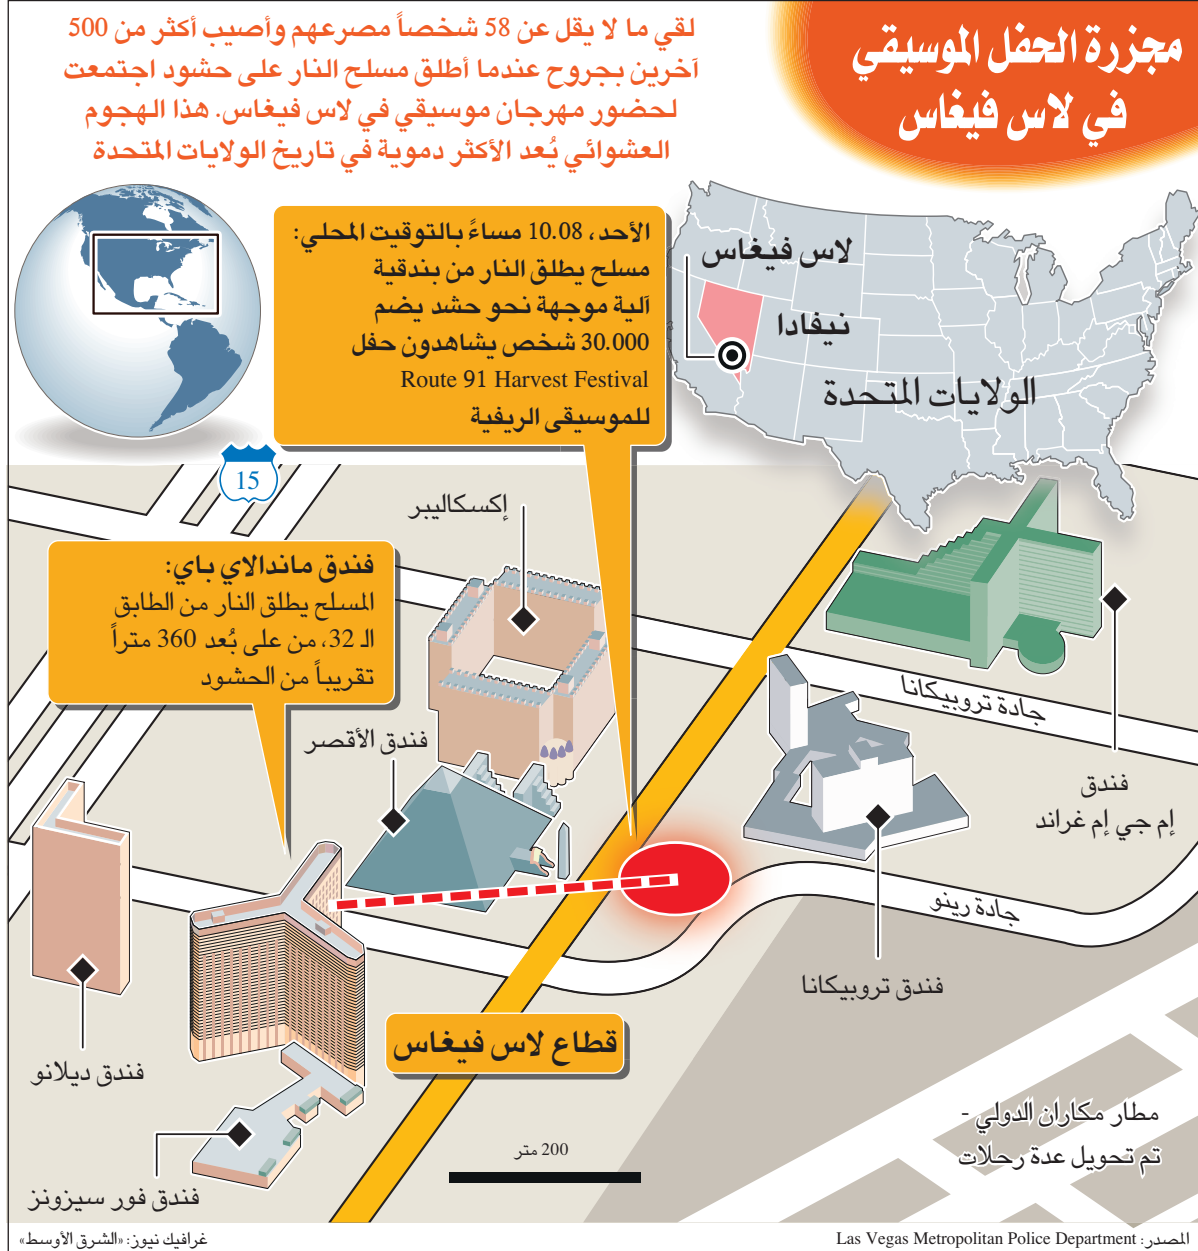 مجزرة الحفل الموسيقي
في لاس فيغاس
لقي ما لا يقل عن 58 شخصاً مصرعهم وأصيب أكثر من 500
آخرين بجروح عندما أطلق مسلح النار على حشود اجتمعت
لحضور مهرجان موسيقي في لاس فيغاس. هذا الهجوم
العشوائي يُعد الأكثر دموية في تاريخ الولايات المتحدة
لاس فيغاس
نيفادا
الولايات المتحدة
الأحد، 10.08 مساءً بالتوقيت المحلي:
مسلح يطلق النار من بندقية
آلية موجهة نحو حشد يضم
30.000 شخص يشاهدون حفل
Route 91 Harvest Festival
للموسيقى الريفية
15
إكسكاليبر
فندق ماندالاي باي:
المسلح يطلق النار من الطابق
الـ 32، من على بُعد 360 متراً
تقريباً من الحشود
فندق الأقصر
جادة تروبيكانا
فندق
إم جي إم غراند
جادة رينو
فندق تروبيكانا
قطاع لاس فيغاس
فندق ديلانو
فندق فور سيزونز
200 متر
مطار مكاران الدولي -
تم تحويل عدة رحلات
المصدر: Las Vegas Metropolitan Police Department
غرافيك نيوز: «الشرق الأوسط»